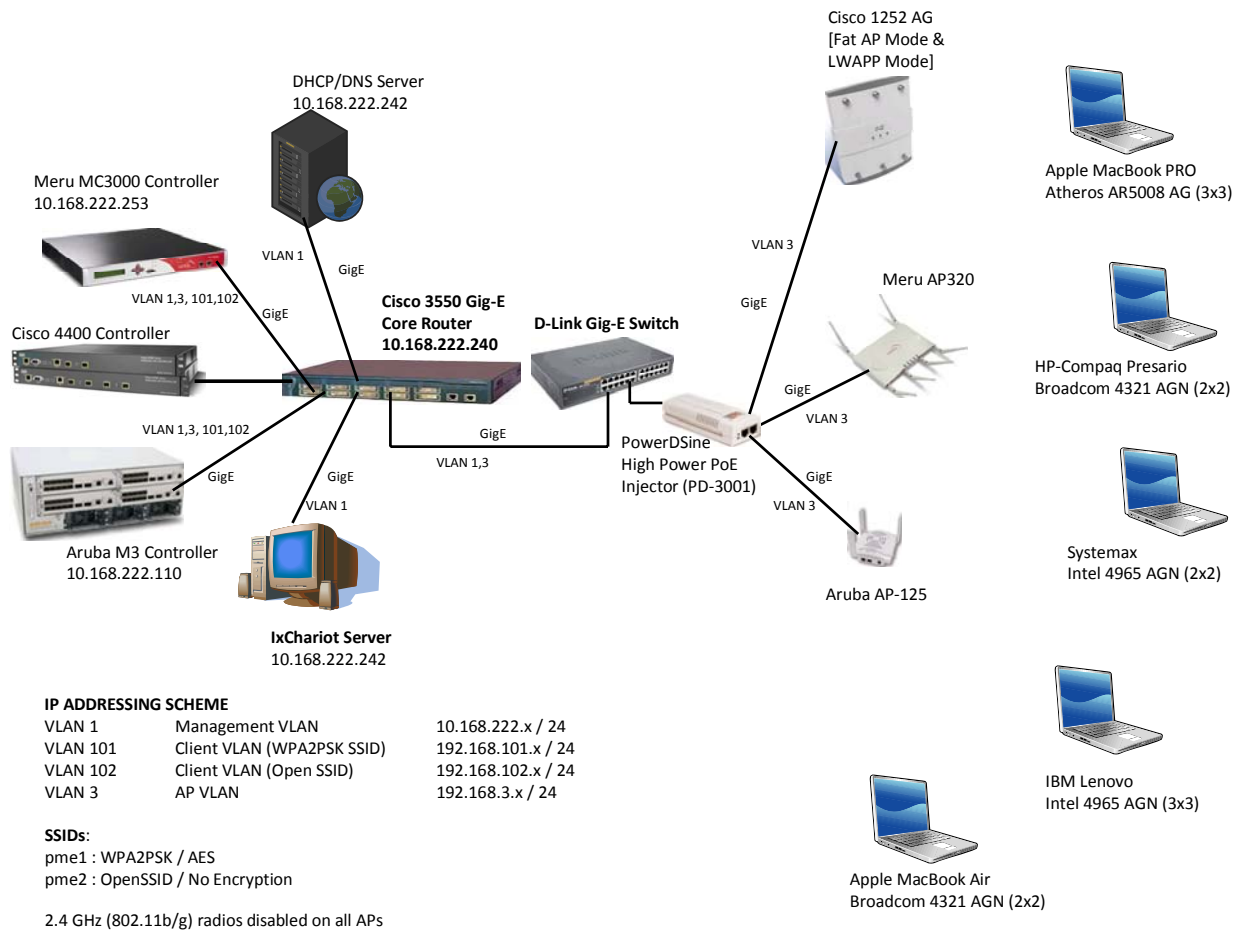 Cisco 1252 AG
[Fat AP Mode &
LWAPP Mode]
DHCP/DNS Server
10.168.222.242
Meru MC3000 Controller
10.168.222.253
Apple MacBook PRO
Atheros AR5008 AG (3x3)
VLAN 1
GigE
VLAN 3
GigE
Meru AP320
VLAN 1,3, 101,102
GigE
Cisco 3550 Gig-E
Core Router
10.168.222.240
D-Link Gig-E Switch
D-Link
Cisco 4400 Controller
HP-Compaq Presario
Broadcom 4321 AGN (2x2)
GigE
VLAN 3
VLAN 1,3, 101,102
GigE
GigE
VLAN 1
GigE
VLAN 1,3
PowerDSine
High Power PoE
Injector (PD-3001)
GigE
VLAN 3
Aruba M3 Controller
10.168.222.110
Systemax
Intel 4965 AGN (2x2)
Aruba AP-125
IxChariot Server
10.168.222.242
IP ADDRESSING SCHEME
VLAN 1 Management VLAN 10.168.222.x / 24
VLAN 101 Client VLAN (WPA2PSK SSID) 192.168.101.x / 24
VLAN 102 Client VLAN (Open SSID) 192.168.102.x / 24
VLAN 3 AP VLAN 192.168.3.x / 24
IBM Lenovo
Intel 4965 AGN (3x3)
SSIDs:
pme1 : WPA2PSK / AES
pme2 : OpenSSID / No Encryption
Apple MacBook Air
Broadcom 4321 AGN (2x2)
2.4 GHz (802.11b/g) radios disabled on all APs